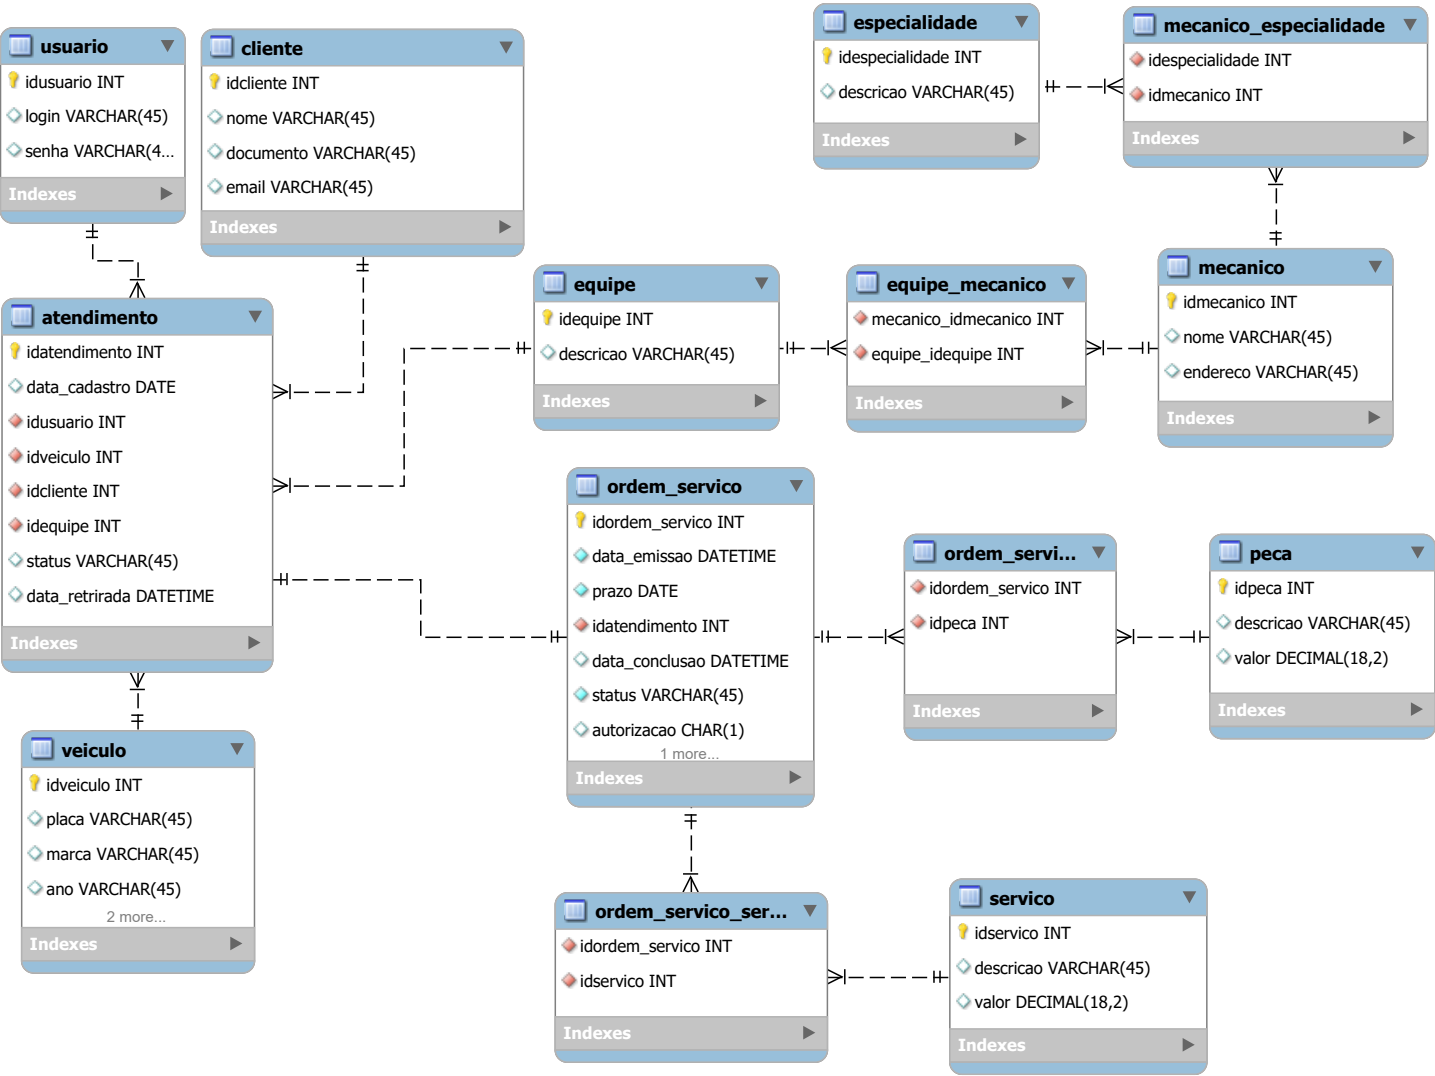 usuario
idusuario INT
login VARCHAR(45)
senha VARCHAR(4...
Indexes
cliente
idcliente INT
nome VARCHAR(45)
documento VARCHAR(45)
email VARCHAR(45)
Indexes
especialidade
idespecialidade INT
descricao VARCHAR(45)
Indexes
mecanico_especialidade
idespecialidade INT
idmecanico INT
Indexes
atendimento
idatendimento INT
data_cadastro DATE
idusuario INT
idveiculo INT
idcliente INT
idequipe INT
status VARCHAR(45)
data_retrirada DATETIME
Indexes
equipe
idequipe INT
descricao VARCHAR(45)
Indexes
equipe_mecanico
mecanico_idmecanico INT
equipe_idequipe INT
Indexes
mecanico
idmecanico INT
nome VARCHAR(45)
endereco VARCHAR(45)
Indexes
ordem_servico
idordem_servico INT
data_emissao DATETIME
prazo DATE
idatendimento INT
data_conclusao DATETIME
status VARCHAR(45)
autorizacao CHAR(1)
1 more...
Indexes
ordem_servi...
idordem_servico INT
idpeca INT
Indexes
peca
idpeca INT
descricao VARCHAR(45)
valor DECIMAL(18,2)
Indexes
veiculo
idveiculo INT
placa VARCHAR(45)
marca VARCHAR(45)
ano VARCHAR(45)
2 more...
Indexes
ordem_servico_ser...
idordem_servico INT
idservico INT
Indexes
servico
idservico INT
descricao VARCHAR(45)
valor DECIMAL(18,2)
Indexes